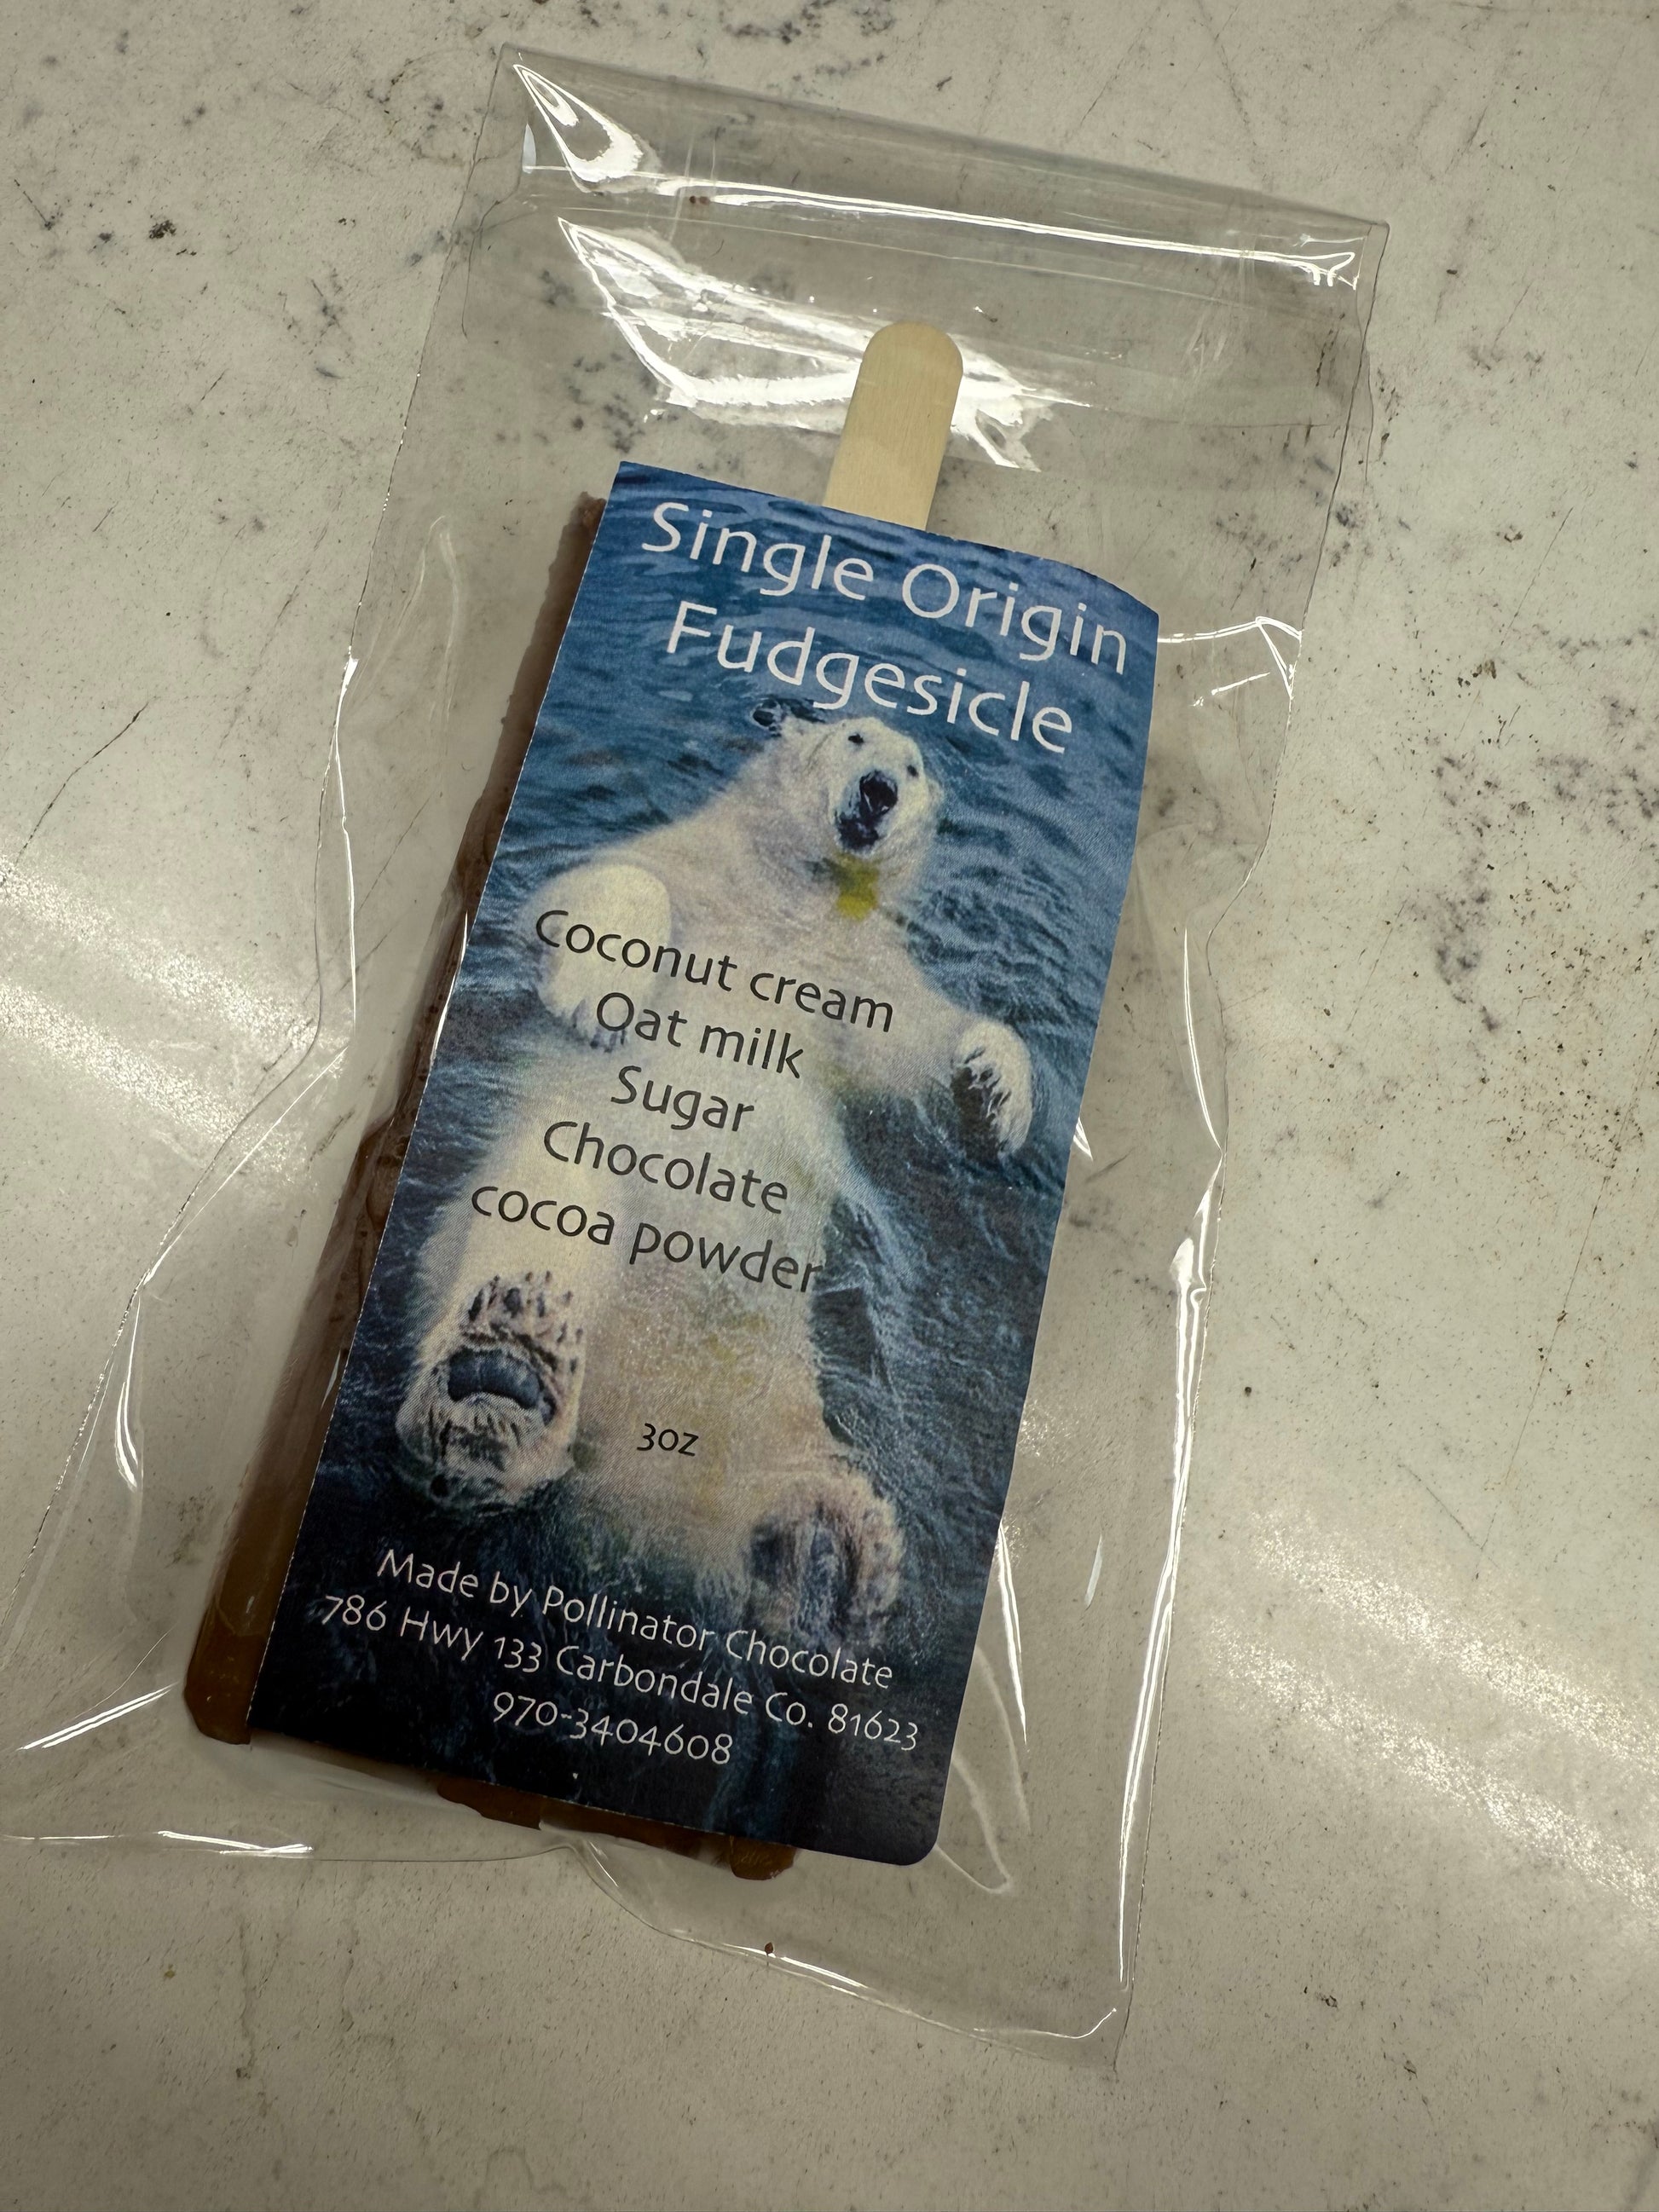 Single Origin
Fudgesicle
Coconut cream
Oat milk
Sugar
Chocolate
cocoa powder
3oz
Made by Pollinator Chocolate
786 Hwy 133 Carbondale Co. 81623
970-3404608